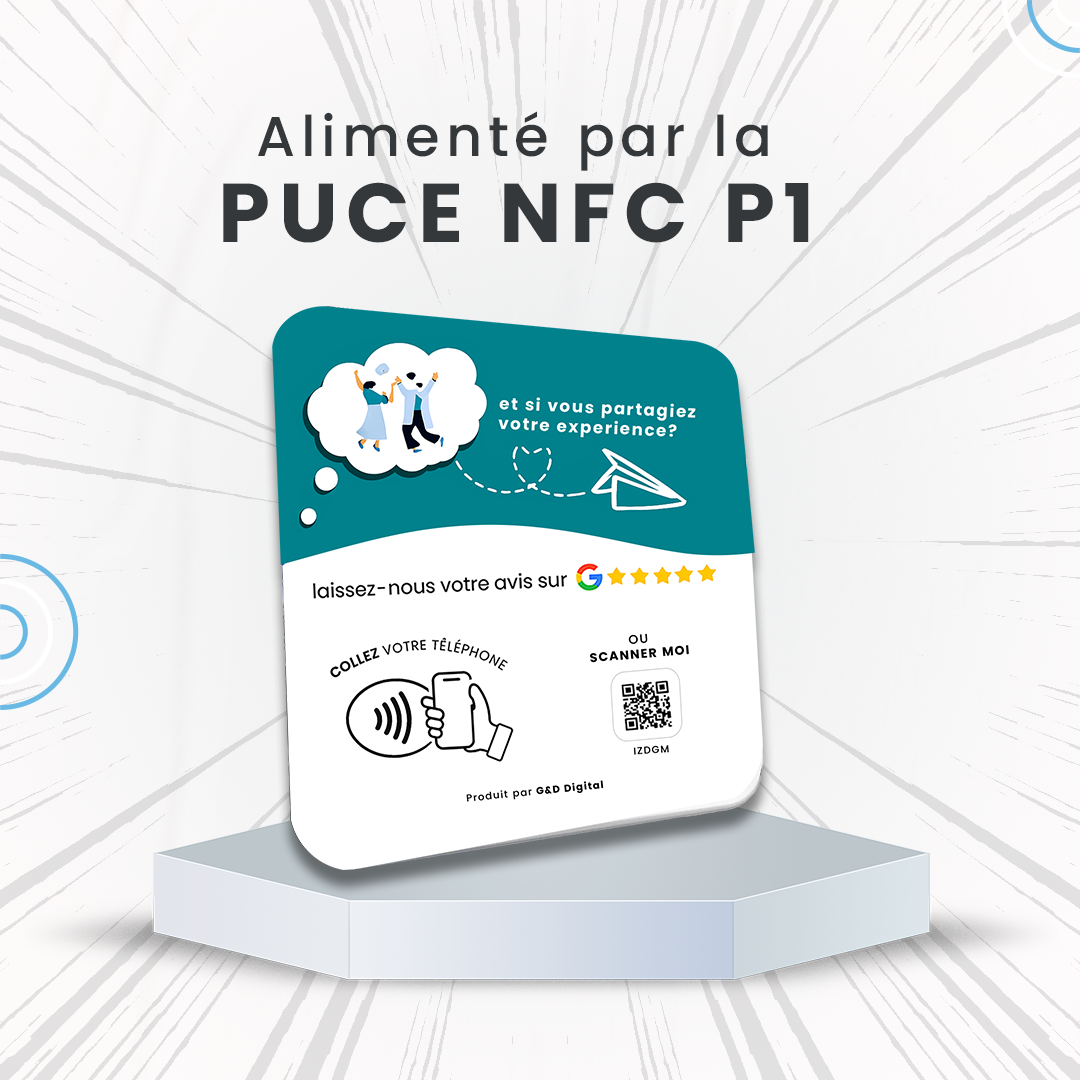 Alimenté par la
PUCE NFC P1
et si vous partagiez
votre experience?
laissez-nous votre avis sur G
COLLEZ VOTRE TÉLÉPHONE
OU
SCANNER MOI
IZDGM
Produit par G&D Digital